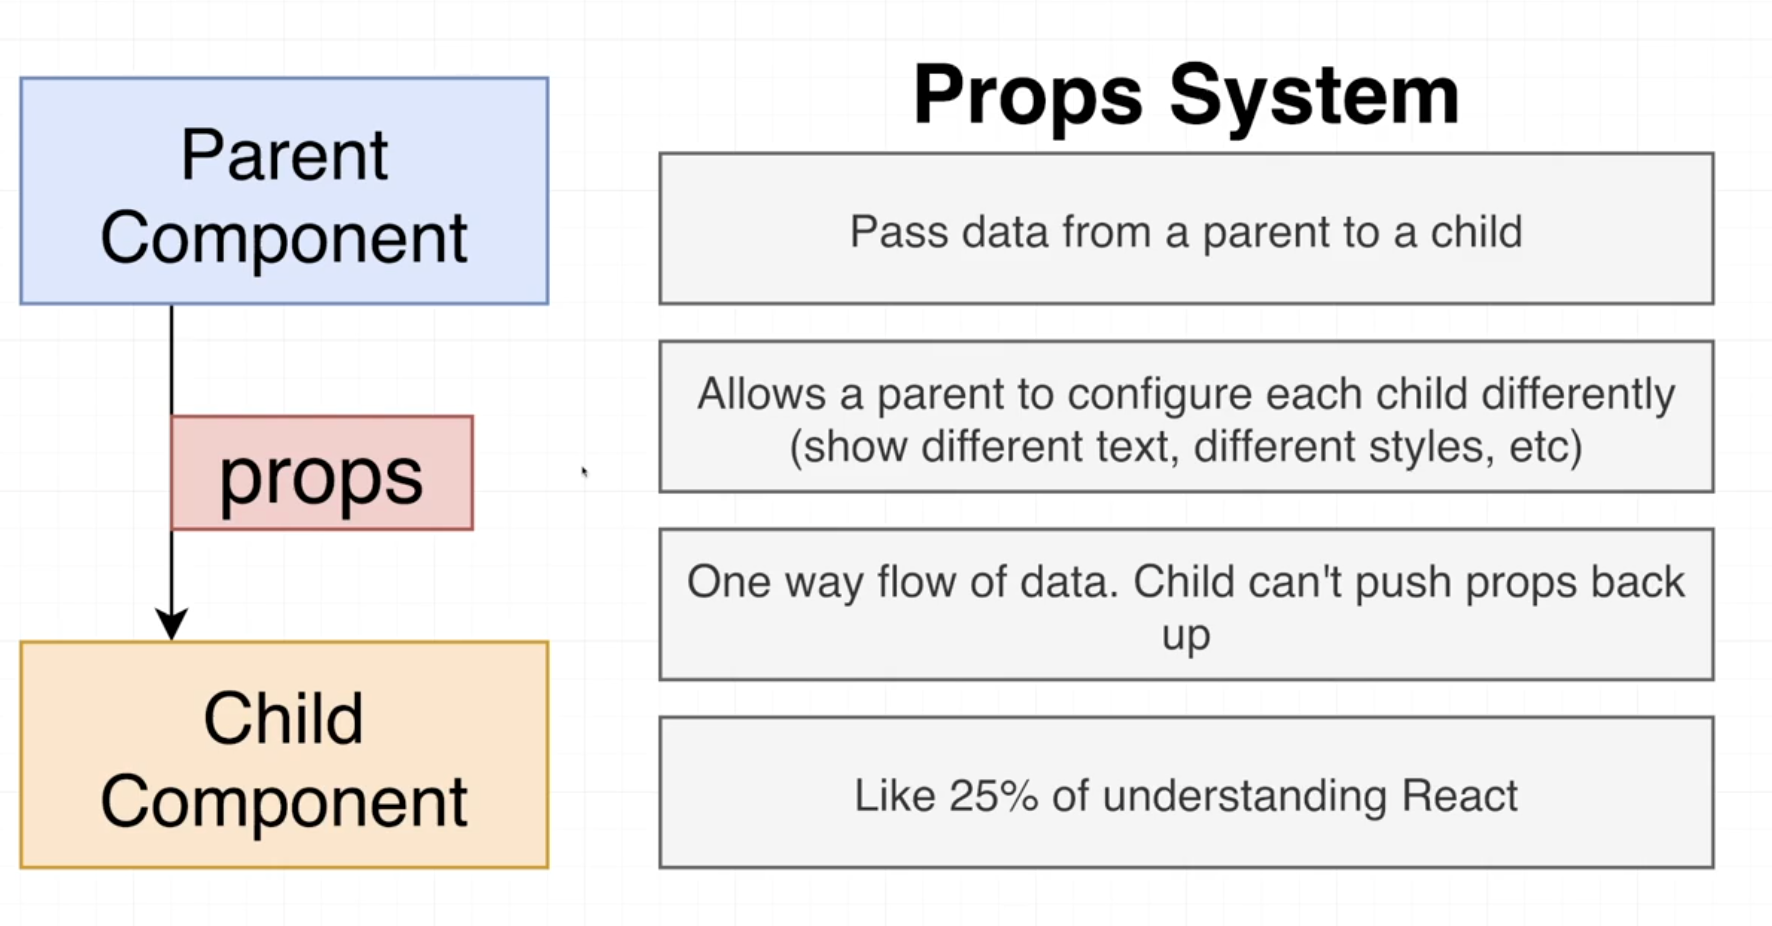 Parent
Component
props
Child
Component
Props System
Pass data from a parent to a child
Allows a parent to configure each child differently
(show different text, different styles, etc)
One way flow of data. Child can't push props back
up
Like 25% of understanding React